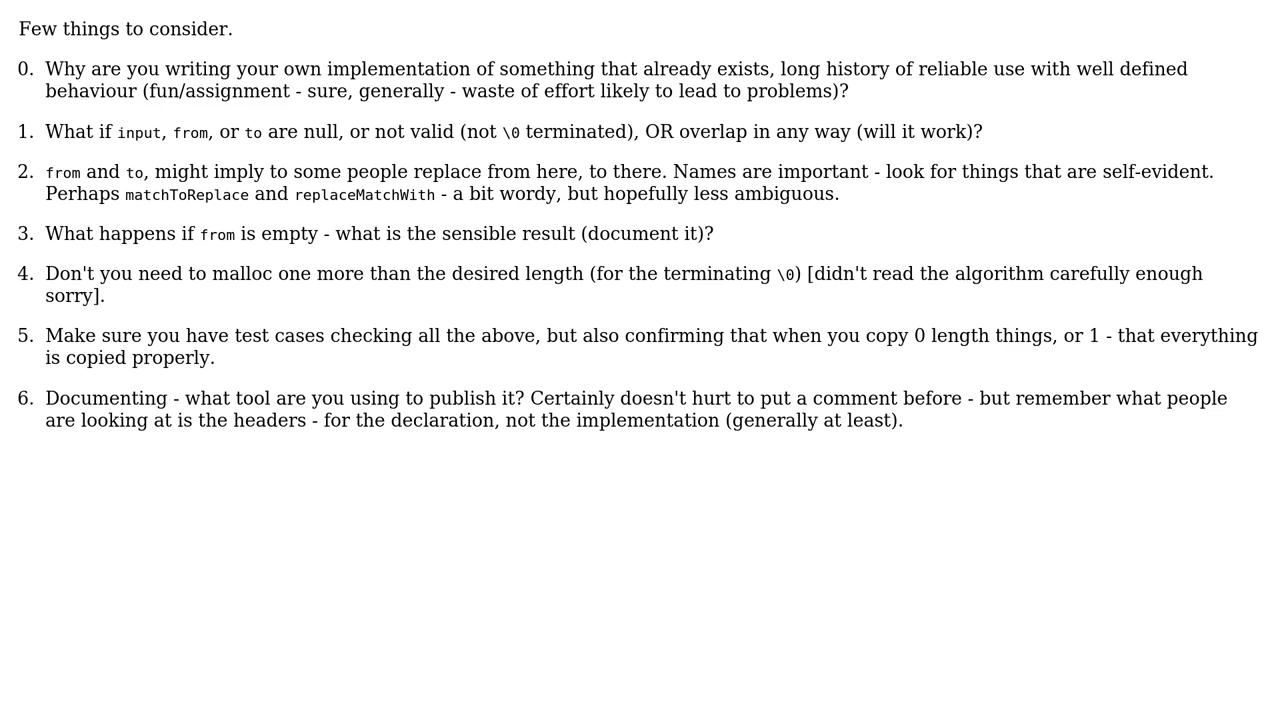 Few things to consider.
0. Why are you writing your own implementation of something that already exists, long history of reliable use with well defined
behaviour (fun/assignment - sure, generally - waste of effort likely to lead to problems)?
1. What if input, from, or to are null, or not valid (not \0 terminated), OR overlap in any way (will it work)?
2. from and to, might imply to some people replace from here, to there. Names are important - look for things that are self-evident.
Perhaps matchToReplace and replaceMatchWith - a bit wordy, but hopefully less ambiguous.
3. What happens if from is empty - what is the sensible result (document it)?
4. Don't you need to malloc one more than the desired length (for the terminating \0) [didn't read the algorithm carefully enough
sorry].
5. Make sure you have test cases checking all the above, but also confirming that when you copy 0 length things, or 1 - that everything
is copied properly.
6. Documenting - what tool are you using to publish it? Certainly doesn't hurt to put a comment before - but remember what people
are looking at is the headers - for the declaration, not the implementation (generally at least).